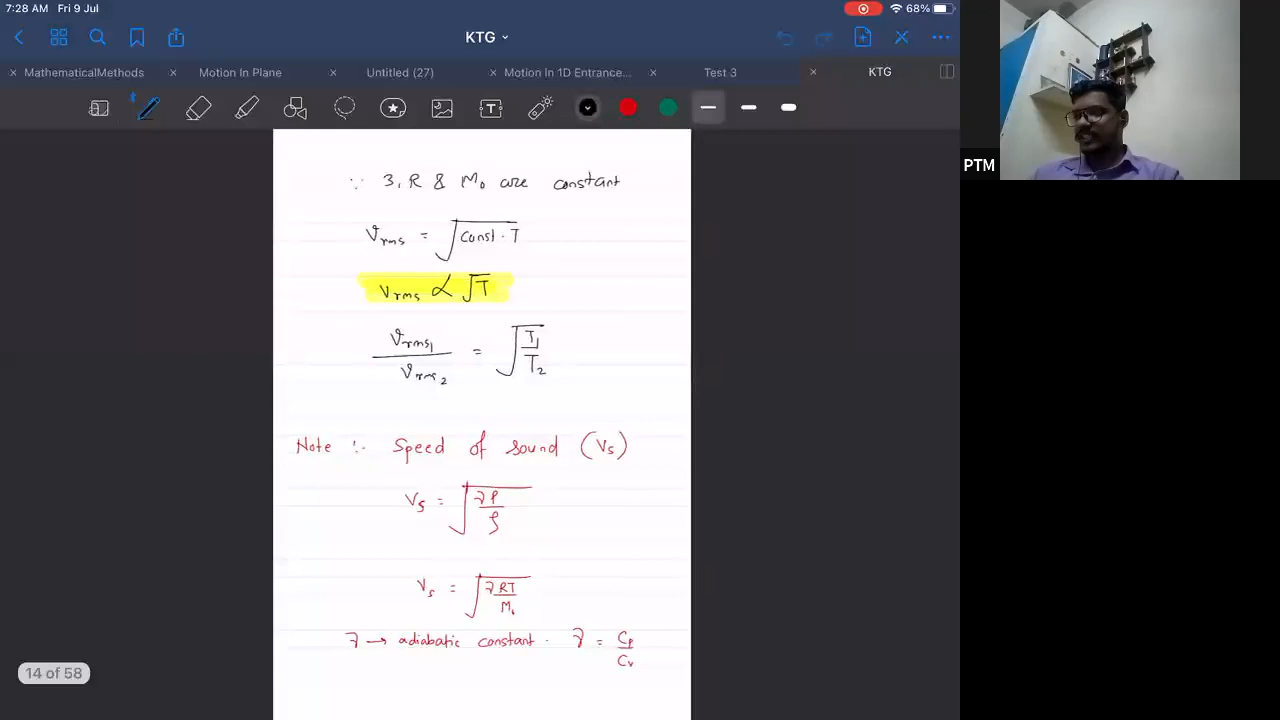 7:28 AM Fri 9 Jul
68%
KTG
MathematicalMethods
Motion In Plane
Untitled (27)
Motion In 1D Entrance...
Test 3
KTG
T
PTM
∵ 3, R & M₀ are constant
Vrms = √(const · T)
Vrms ∝ √T
Vrms₁ / Vrms₂ = √(T₁/T₂)
Note :- Speed of sound (Vs)
Vs = √(γP/ρ)
Vs = √(γRT/M₀)
γ → adiabatic constant. γ = Cp/Cv
14 of 58